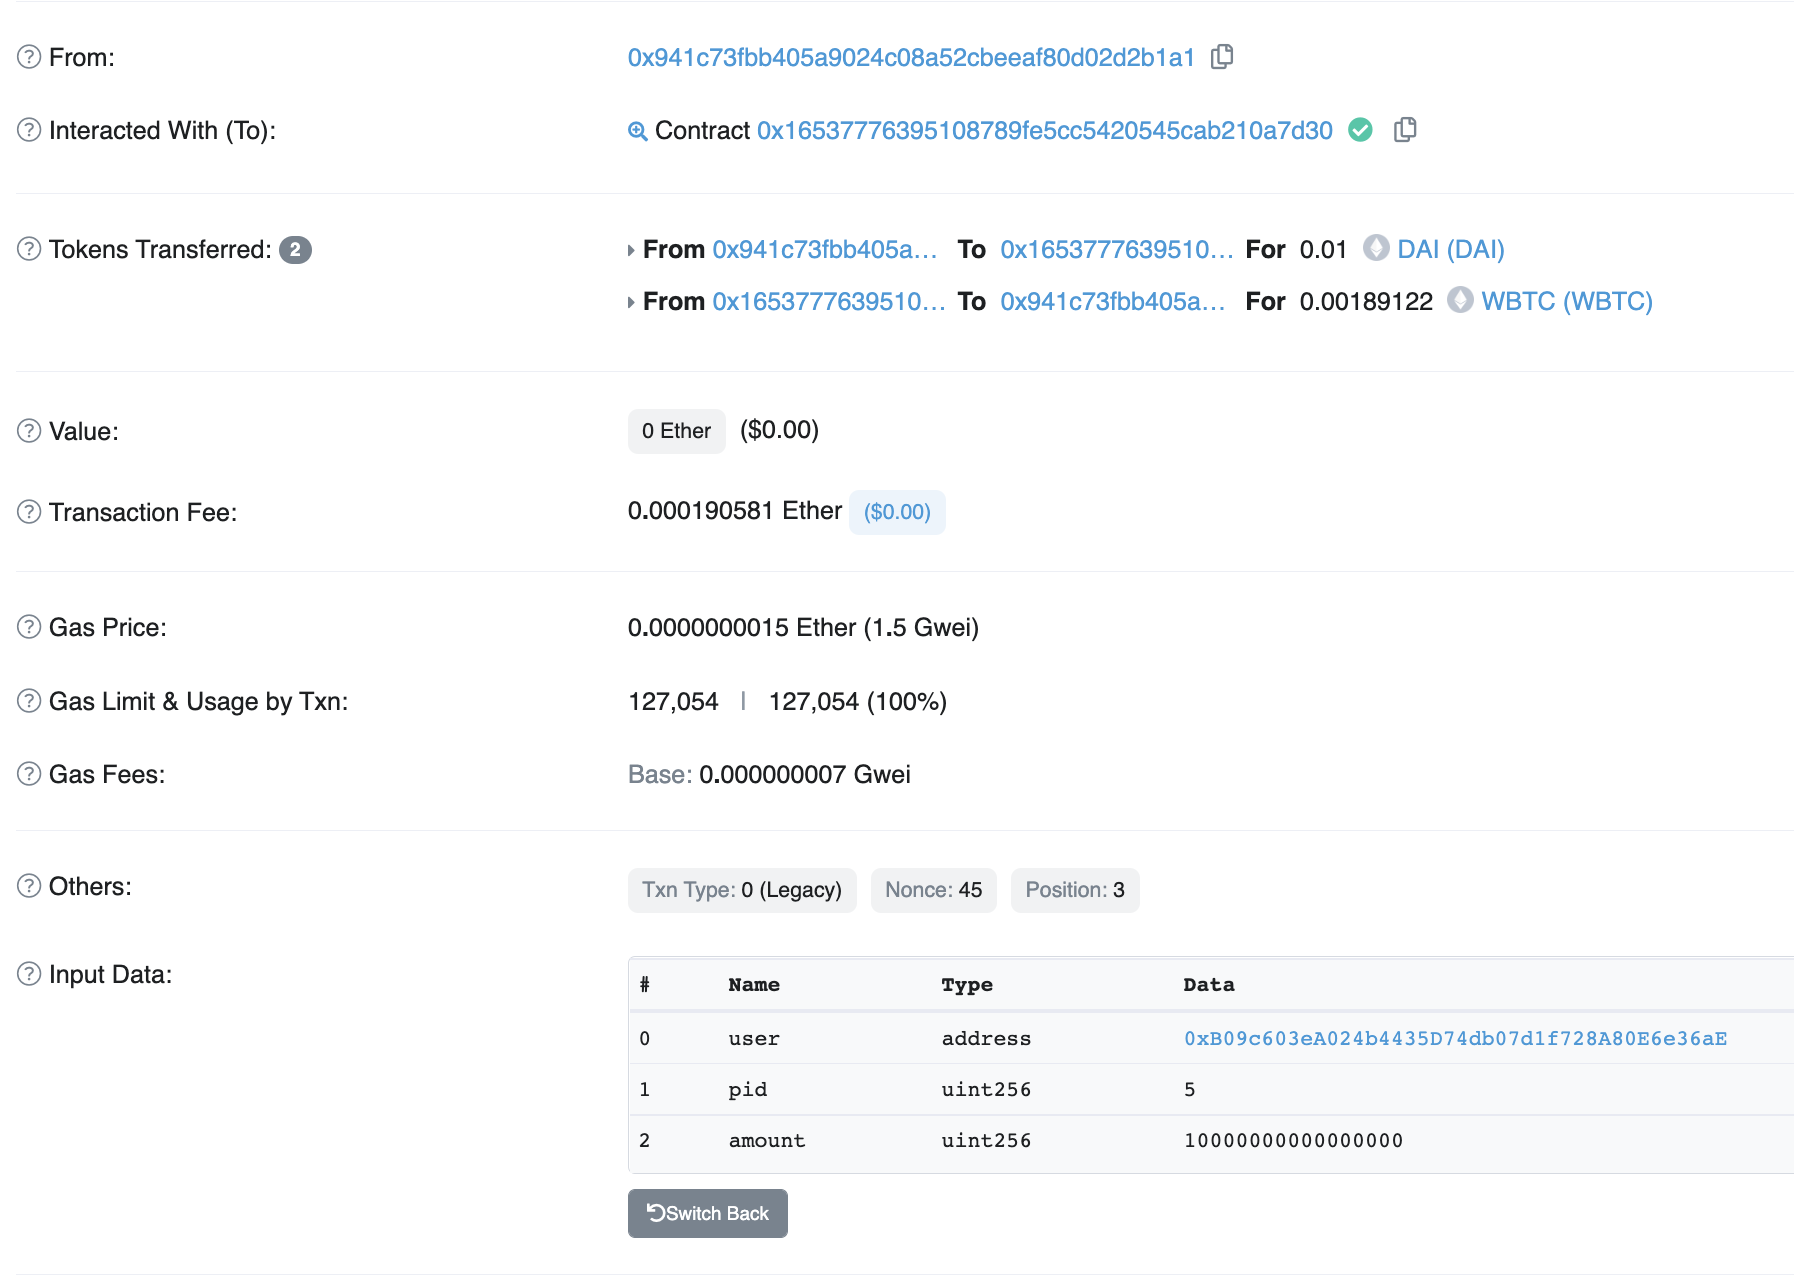 From: 0x941c73fbb405a9024c08a52cbeeaf80d02d2b1a1
Interacted With (To): Contract 0x16537776395108789fe5cc5420545cab210a7d30
Tokens Transferred: 2 From 0x941c73fbb405a... To 0x1653777639510... For 0.01 DAI (DAI)
From 0x1653777639510... To 0x941c73fbb405a... For 0.00189122 WBTC (WBTC)
Value: 0 Ether ($0.00)
Transaction Fee: 0.000190581 Ether ($0.00)
Gas Price: 0.0000000015 Ether (1.5 Gwei)
Gas Limit & Usage by Txn: 127,054 | 127,054 (100%)
Gas Fees: Base: 0.000000007 Gwei
Others: Txn Type: 0 (Legacy) Nonce: 45 Position: 3
Input Data:
# Name Type Data
0 user address 0xB09c603eA024b4435D74db07d1f728A80E6e36aE
1 pid uint256 5
2 amount uint256 10000000000000000
Switch Back